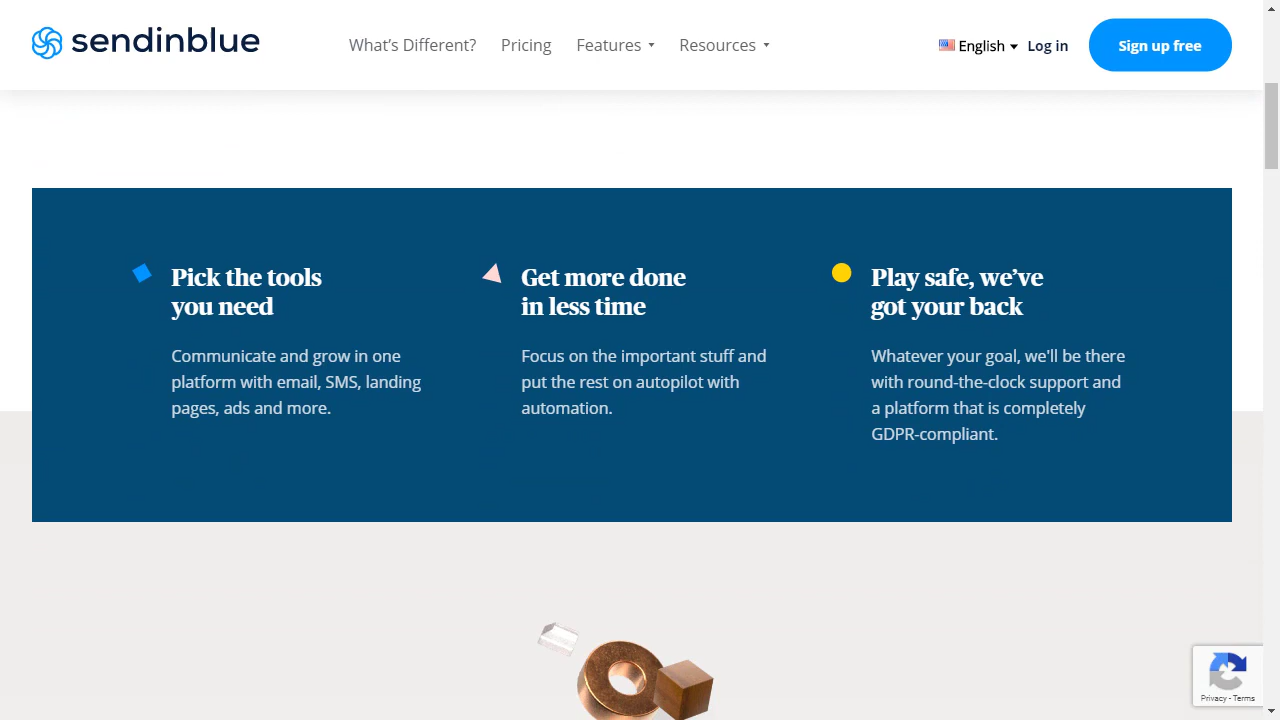 sendinblue
What's Different?
Pricing
Features
Resources
English
Log in
Sign up free
Pick the tools
you need
Communicate and grow in one
platform with email, SMS, landing
pages, ads and more.
Get more done
in less time
Focus on the important stuff and
put the rest on autopilot with
automation.
Play safe, we’ve
got your back
Whatever your goal, we'll be there
with round-the-clock support and
a platform that is completely
GDPR-compliant.
Privacy - Terms